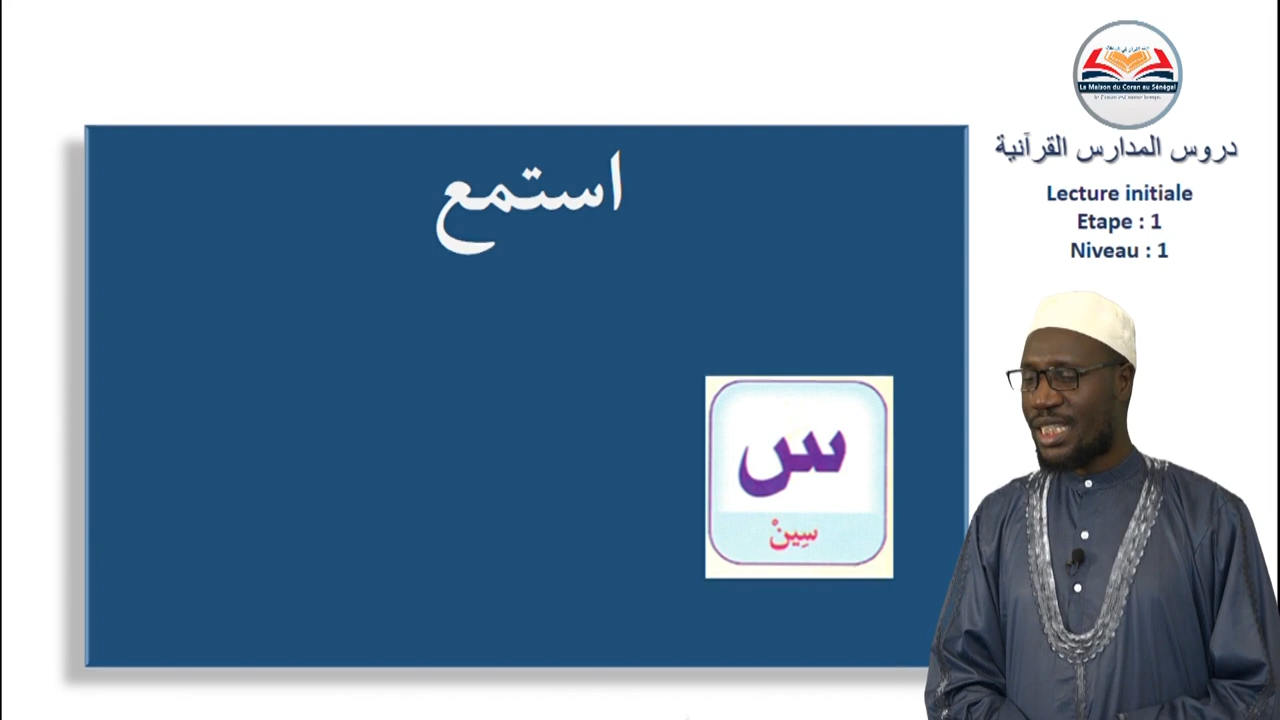 La Maison du Coran au Sénégal
دروس المدارس القرآنية
Lecture initiale
Etape : 1
Niveau : 1
استمع
س
سِينْ